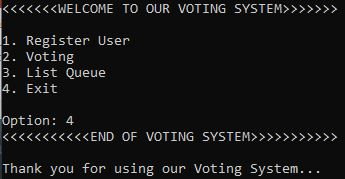 <<<<<<<WELCOME TO OUR VOTING SYSTEM>>>>>>>
1. Register User
2. Voting
3. List Queue
4. Exit
Option: 4
<<<<<<<<<<<END OF VOTING SYSTEM>>>>>>>>>>>
Thank you for using our Voting System...